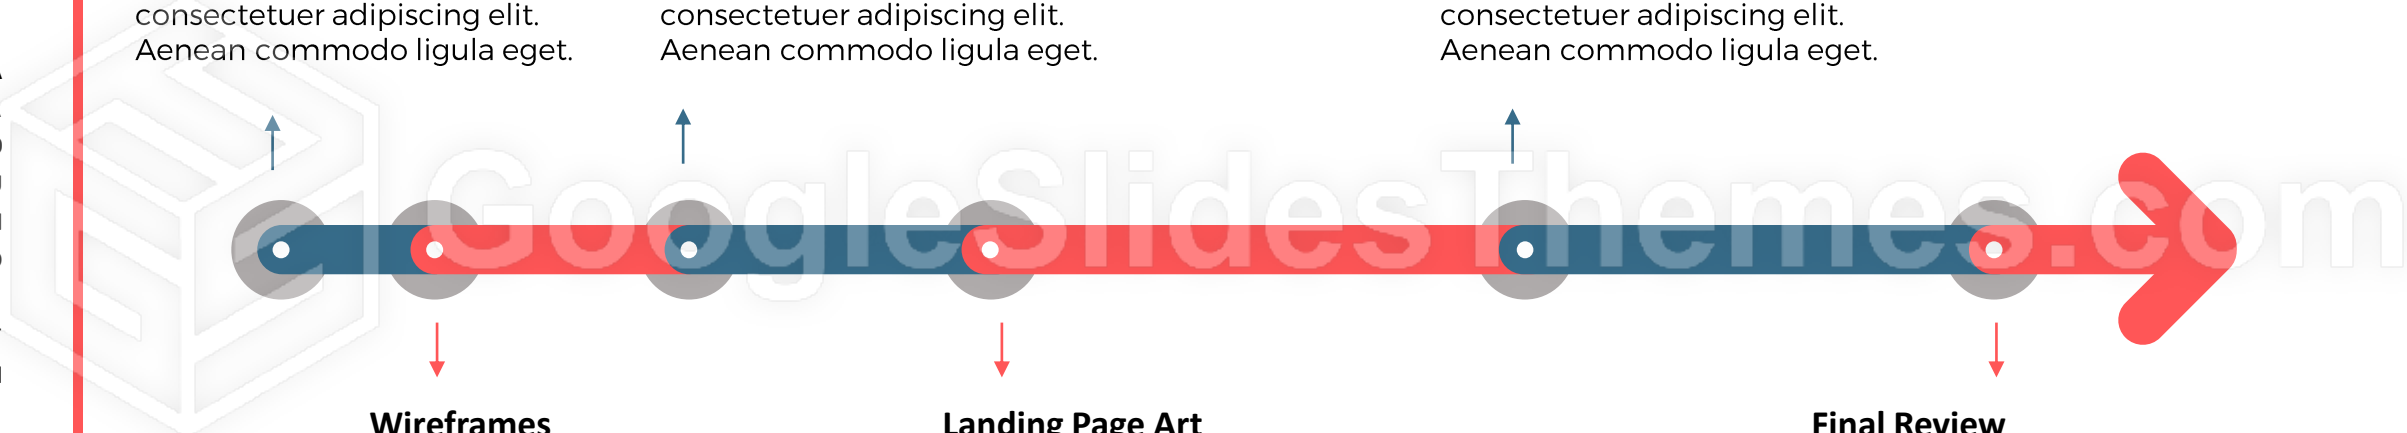 consectetuer adipiscing elit.
Aenean commodo ligula eget.
consectetuer adipiscing elit.
Aenean commodo ligula eget.
consectetuer adipiscing elit.
Aenean commodo ligula eget.
GoogleSlidesThemes.com
Wireframes
Landing Page Art
Final Review